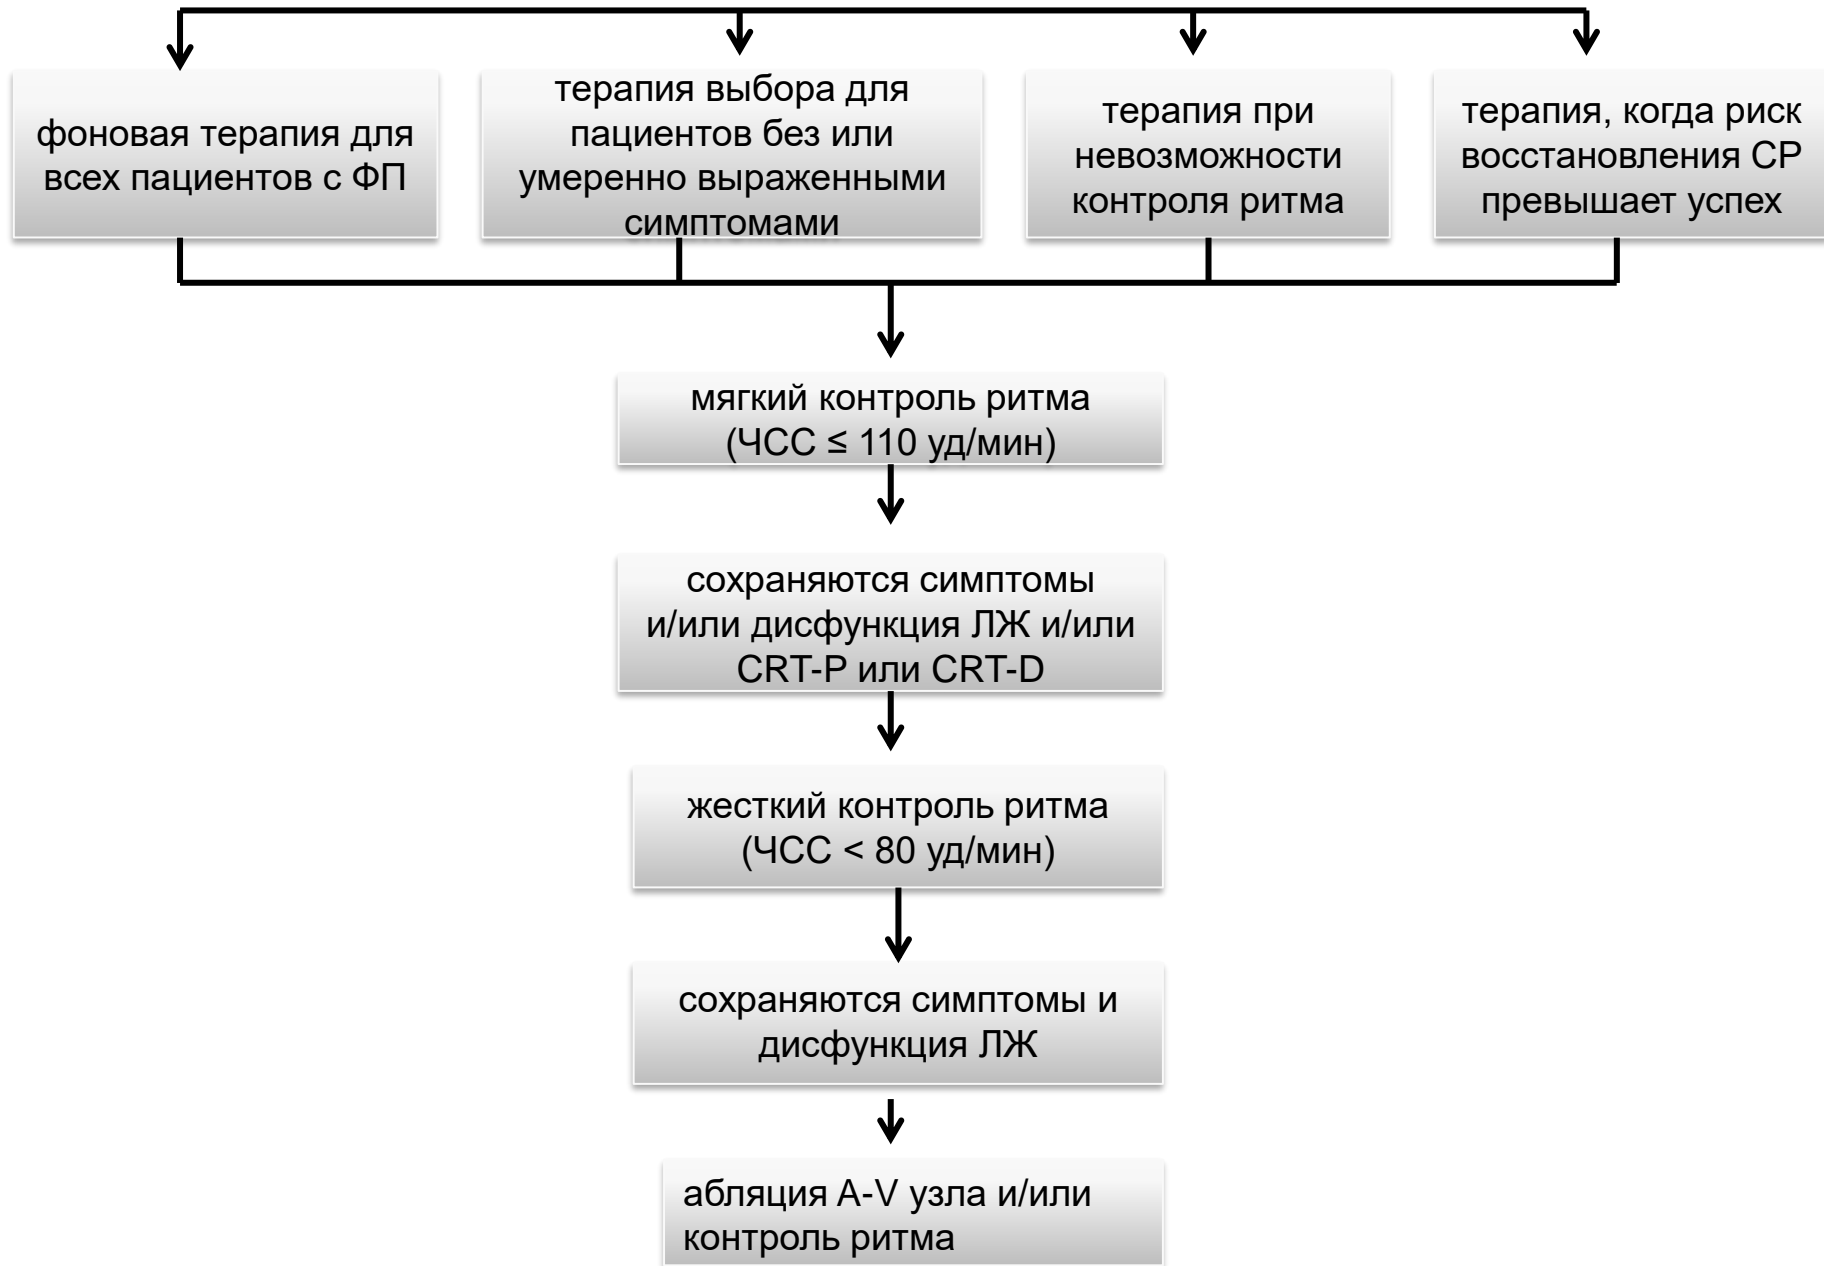 фоновая терапия для
всех пациентов с ФП
терапия выбора для
пациентов без или
умеренно выраженными
симптомами
терапия при
невозможности
контроля ритма
терапия, когда риск
восстановления СР
превышает успех
мягкий контроль ритма
(ЧСС ≤ 110 уд/мин)
сохраняются симптомы
и/или дисфункция ЛЖ и/или
CRT-P или CRT-D
жесткий контроль ритма
(ЧСС < 80 уд/мин)
сохраняются симптомы и
дисфункция ЛЖ
абляция A-V узла и/или
контроль ритма